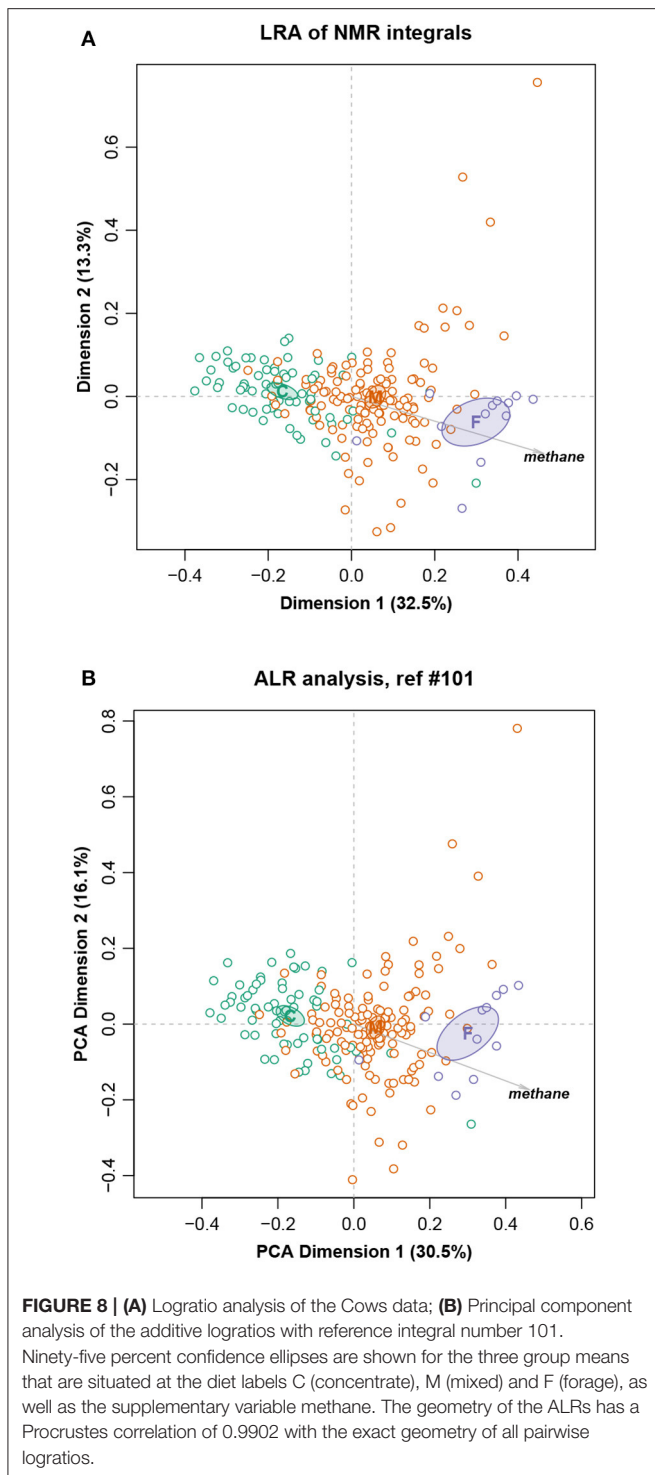 A
LRA of NMR integrals
Dimension 2 (13.3%)
0.6
0.4
0.2
0.0
−0.2
C
M
F
methane
−0.4 −0.2 0.0 0.2 0.4
Dimension 1 (32.5%)
B
ALR analysis, ref #101
PCA Dimension 2 (16.1%)
0.8
0.6
0.4
0.2
0.0
−0.2
−0.4
C
M
F
methane
−0.4 −0.2 0.0 0.2 0.4 0.6
PCA Dimension 1 (30.5%)
FIGURE 8 | (A) Logratio analysis of the Cows data; (B) Principal component
analysis of the additive logratios with reference integral number 101.
Ninety-five percent confidence ellipses are shown for the three group means
that are situated at the diet labels C (concentrate), M (mixed) and F (forage), as
well as the supplementary variable methane. The geometry of the ALRs has a
Procrustes correlation of 0.9902 with the exact geometry of all pairwise
logratios.